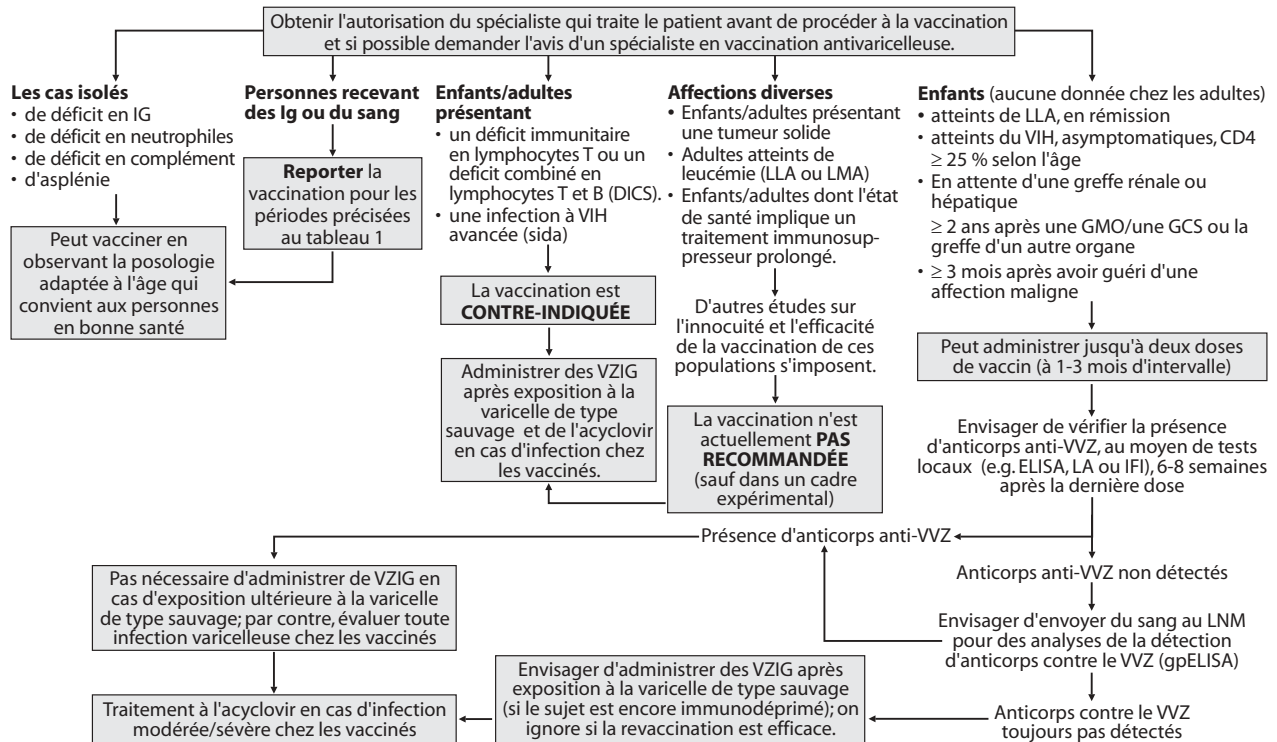 Obtenir l'autorisation du spécialiste qui traite le patient avant de procéder à la vaccination
et si possible demander l'avis d'un spécialiste en vaccination antivaricelleuse.
Les cas isolés
• de déficit en IG
• de déficit en neutrophiles
• de déficit en complément
• d'asplénie
Peut vacciner en
observant la posologie
adaptée à l'âge qui
convient aux personnes
en bonne santé
Personnes recevant
des Ig ou du sang
Reporter la
vaccination pour les
périodes précisées
au tableau 1
Enfants/adultes
présentant
• un déficit immunitaire
en lymphocytes T ou un
deficit combiné en
lymphocytes T et B (DICS).
• une infection à VIH
avancée (sida)
La vaccination est
CONTRE-INDIQUÉE
Administrer des VZIG
après exposition à la
varicelle de type
sauvage et de l'acyclovir
en cas d'infection chez
les vaccinés.
Affections diverses
• Enfants/adultes présentant
une tumeur solide
• Adultes atteints de
leucémie (LLA ou LMA)
• Enfants/adultes dont l'état
de santé implique un
traitement immunosup-
presseur prolongé.
D'autres études sur
l'innocuité et l'efficacité
de la vaccination de ces
populations s'imposent.
La vaccination n'est
actuellement PAS
RECOMMANDÉE
(sauf dans un cadre
expérimental)
Enfants (aucune donnée chez les adultes)
• atteints de LLA, en rémission
• atteints du VIH, asymptomatiques, CD4
≥ 25 % selon l'âge
• En attente d'une greffe rénale ou
hépatique
≥ 2 ans après une GMO/une GCS ou la
greffe d'un autre organe
• ≥ 3 mois après avoir guéri d'une
affection maligne
Peut administrer jusqu'à deux doses
de vaccin (à 1-3 mois d'intervalle)
Envisager de vérifier la présence
d'anticorps anti-VVZ, au moyen de tests
locaux (e.g. ELISA, LA ou IFI), 6-8 semaines
après la dernière dose
Présence d'anticorps anti-VVZ
Anticorps anti-VVZ non détectés
Pas nécessaire d'administrer de VZIG en
cas d'exposition ultérieure à la varicelle
de type sauvage; par contre, évaluer toute
infection varicelleuse chez les vaccinés
Envisager d'envoyer du sang au LNM
pour des analyses de la détection
d'anticorps contre le VVZ (gpELISA)
Traitement à l'acyclovir en cas d'infection
modérée/sévère chez les vaccinés
Envisager d'administrer des VZIG après
exposition à la varicelle de type sauvage
(si le sujet est encore immunodéprimé); on
ignore si la revaccination est efficace.
Anticorps contre le VVZ
toujours pas détectés